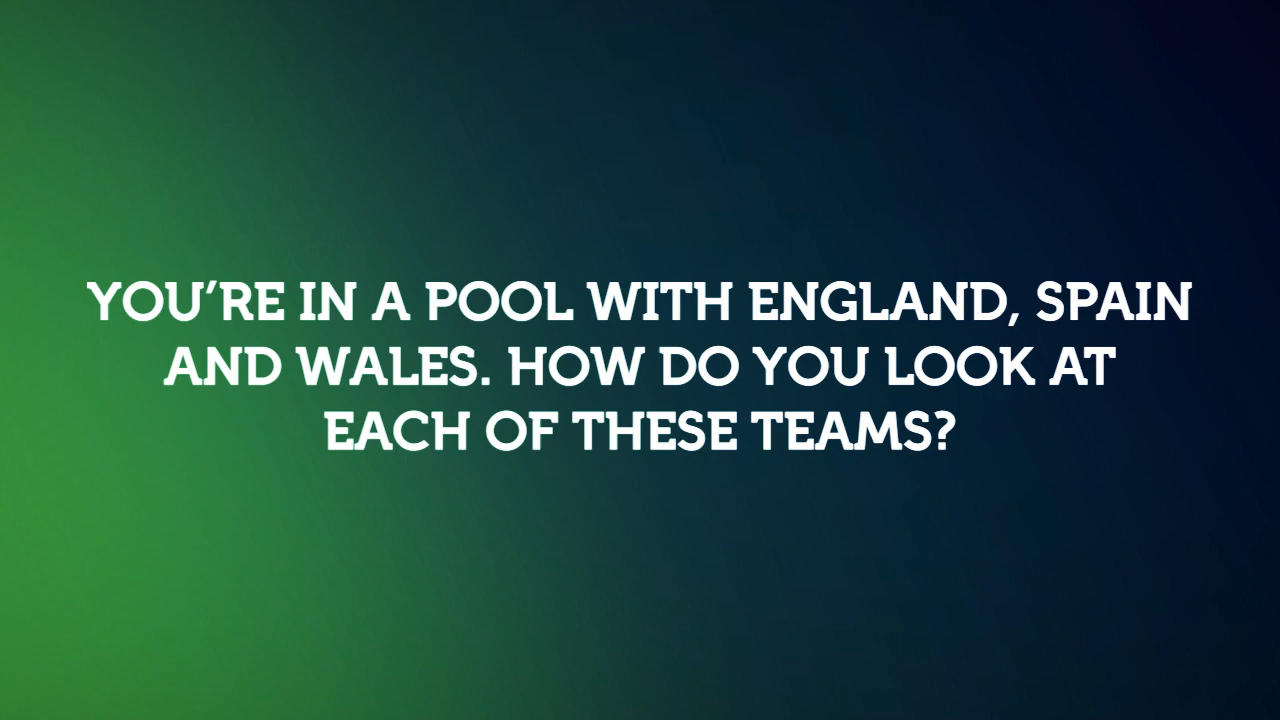 YOU’RE IN A POOL WITH ENGLAND, SPAIN
AND WALES. HOW DO YOU LOOK AT
EACH OF THESE TEAMS?